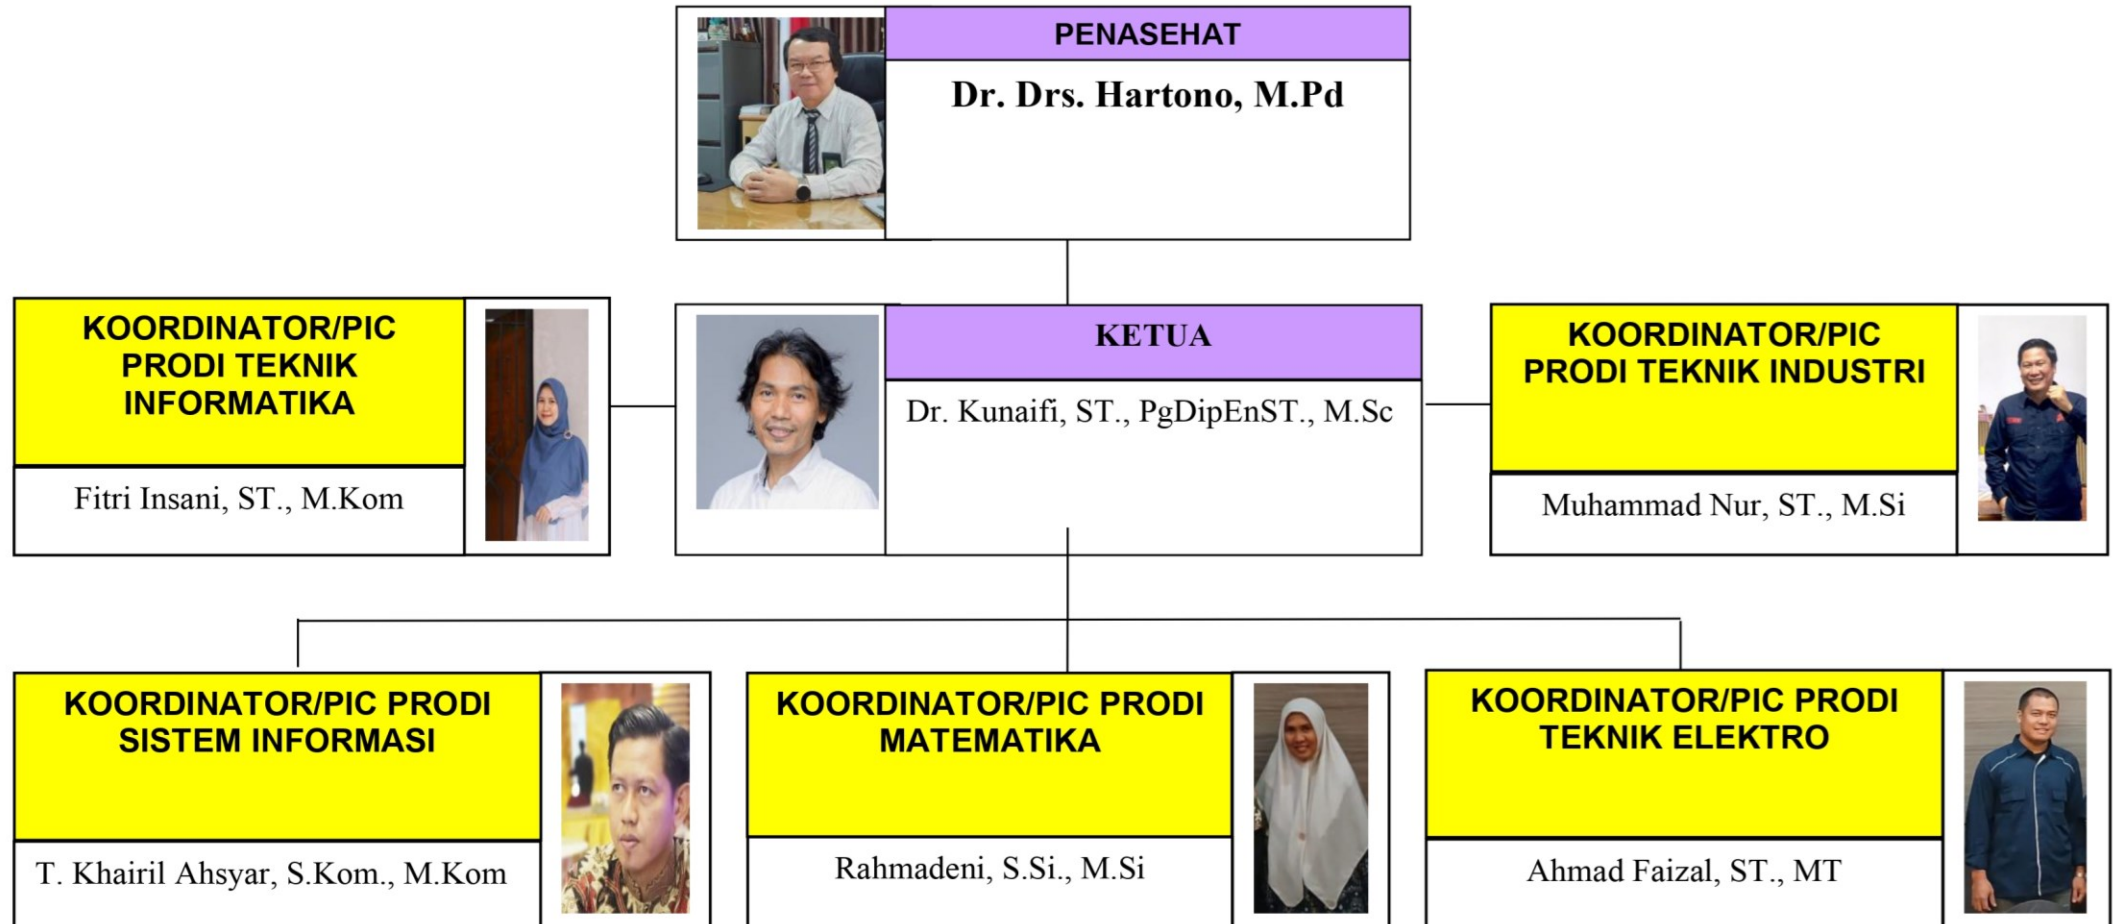 PENASEHAT
Dr. Drs. Hartono, M.Pd
KOORDINATOR/PIC
PRODI TEKNIK
INFORMATIKA
Fitri Insani, ST., M.Kom
KETUA
Dr. Kunaifi, ST., PgDipEnST., M.Sc
KOORDINATOR/PIC
PRODI TEKNIK INDUSTRI
Muhammad Nur, ST., M.Si
KOORDINATOR/PIC PRODI
SISTEM INFORMASI
T. Khairil Ahsyar, S.Kom., M.Kom
KOORDINATOR/PIC PRODI
MATEMATIKA
Rahmadeni, S.Si., M.Si
KOORDINATOR/PIC PRODI
TEKNIK ELEKTRO
Ahmad Faizal, ST., MT